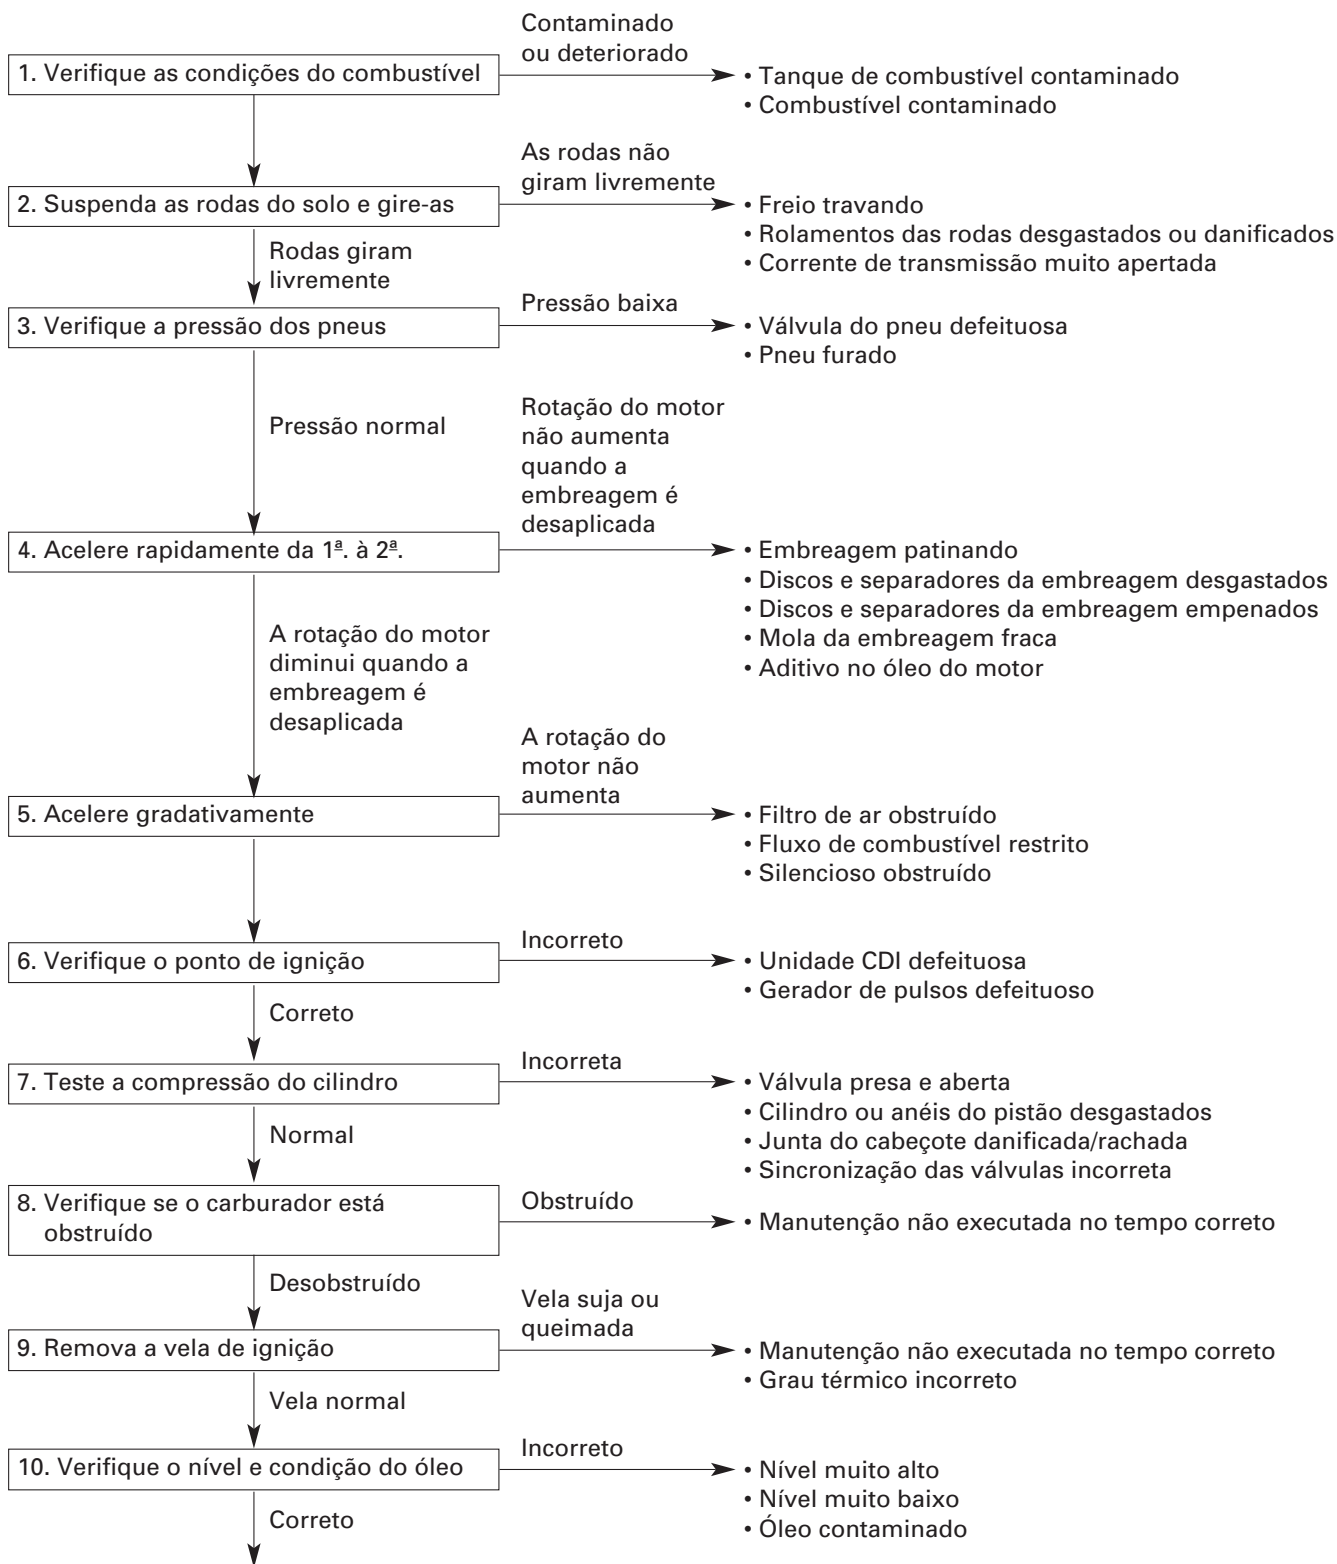 Contaminado
ou deteriorado
1. Verifique as condições do combustível
• Tanque de combustível contaminado
• Combustível contaminado
As rodas não
giram livremente
2. Suspenda as rodas do solo e gire-as
• Freio travando
• Rolamentos das rodas desgastados ou danificados
• Corrente de transmissão muito apertada
Rodas giram
livremente
Pressão baixa
3. Verifique a pressão dos pneus
• Válvula do pneu defeituosa
• Pneu furado
Pressão normal
Rotação do motor
não aumenta
quando a
embreagem é
desaplicada
4. Acelere rapidamente da 1ª. à 2ª.
• Embreagem patinando
• Discos e separadores da embreagem desgastados
• Discos e separadores da embreagem empenados
• Mola da embreagem fraca
• Aditivo no óleo do motor
A rotação do motor
diminui quando a
embreagem é
desaplicada
A rotação do
motor não
aumenta
5. Acelere gradativamente
• Filtro de ar obstruído
• Fluxo de combustível restrito
• Silencioso obstruído
Incorreto
6. Verifique o ponto de ignição
• Unidade CDI defeituosa
• Gerador de pulsos defeituoso
Correto
Incorreta
7. Teste a compressão do cilindro
• Válvula presa e aberta
• Cilindro ou anéis do pistão desgastados
• Junta do cabeçote danificada/rachada
• Sincronização das válvulas incorreta
Normal
Obstruído
8. Verifique se o carburador está
obstruído
• Manutenção não executada no tempo correto
Desobstruído
Vela suja ou
queimada
9. Remova a vela de ignição
• Manutenção não executada no tempo correto
• Grau térmico incorreto
Vela normal
Incorreto
10. Verifique o nível e condição do óleo
• Nível muito alto
• Nível muito baixo
• Óleo contaminado
Correto